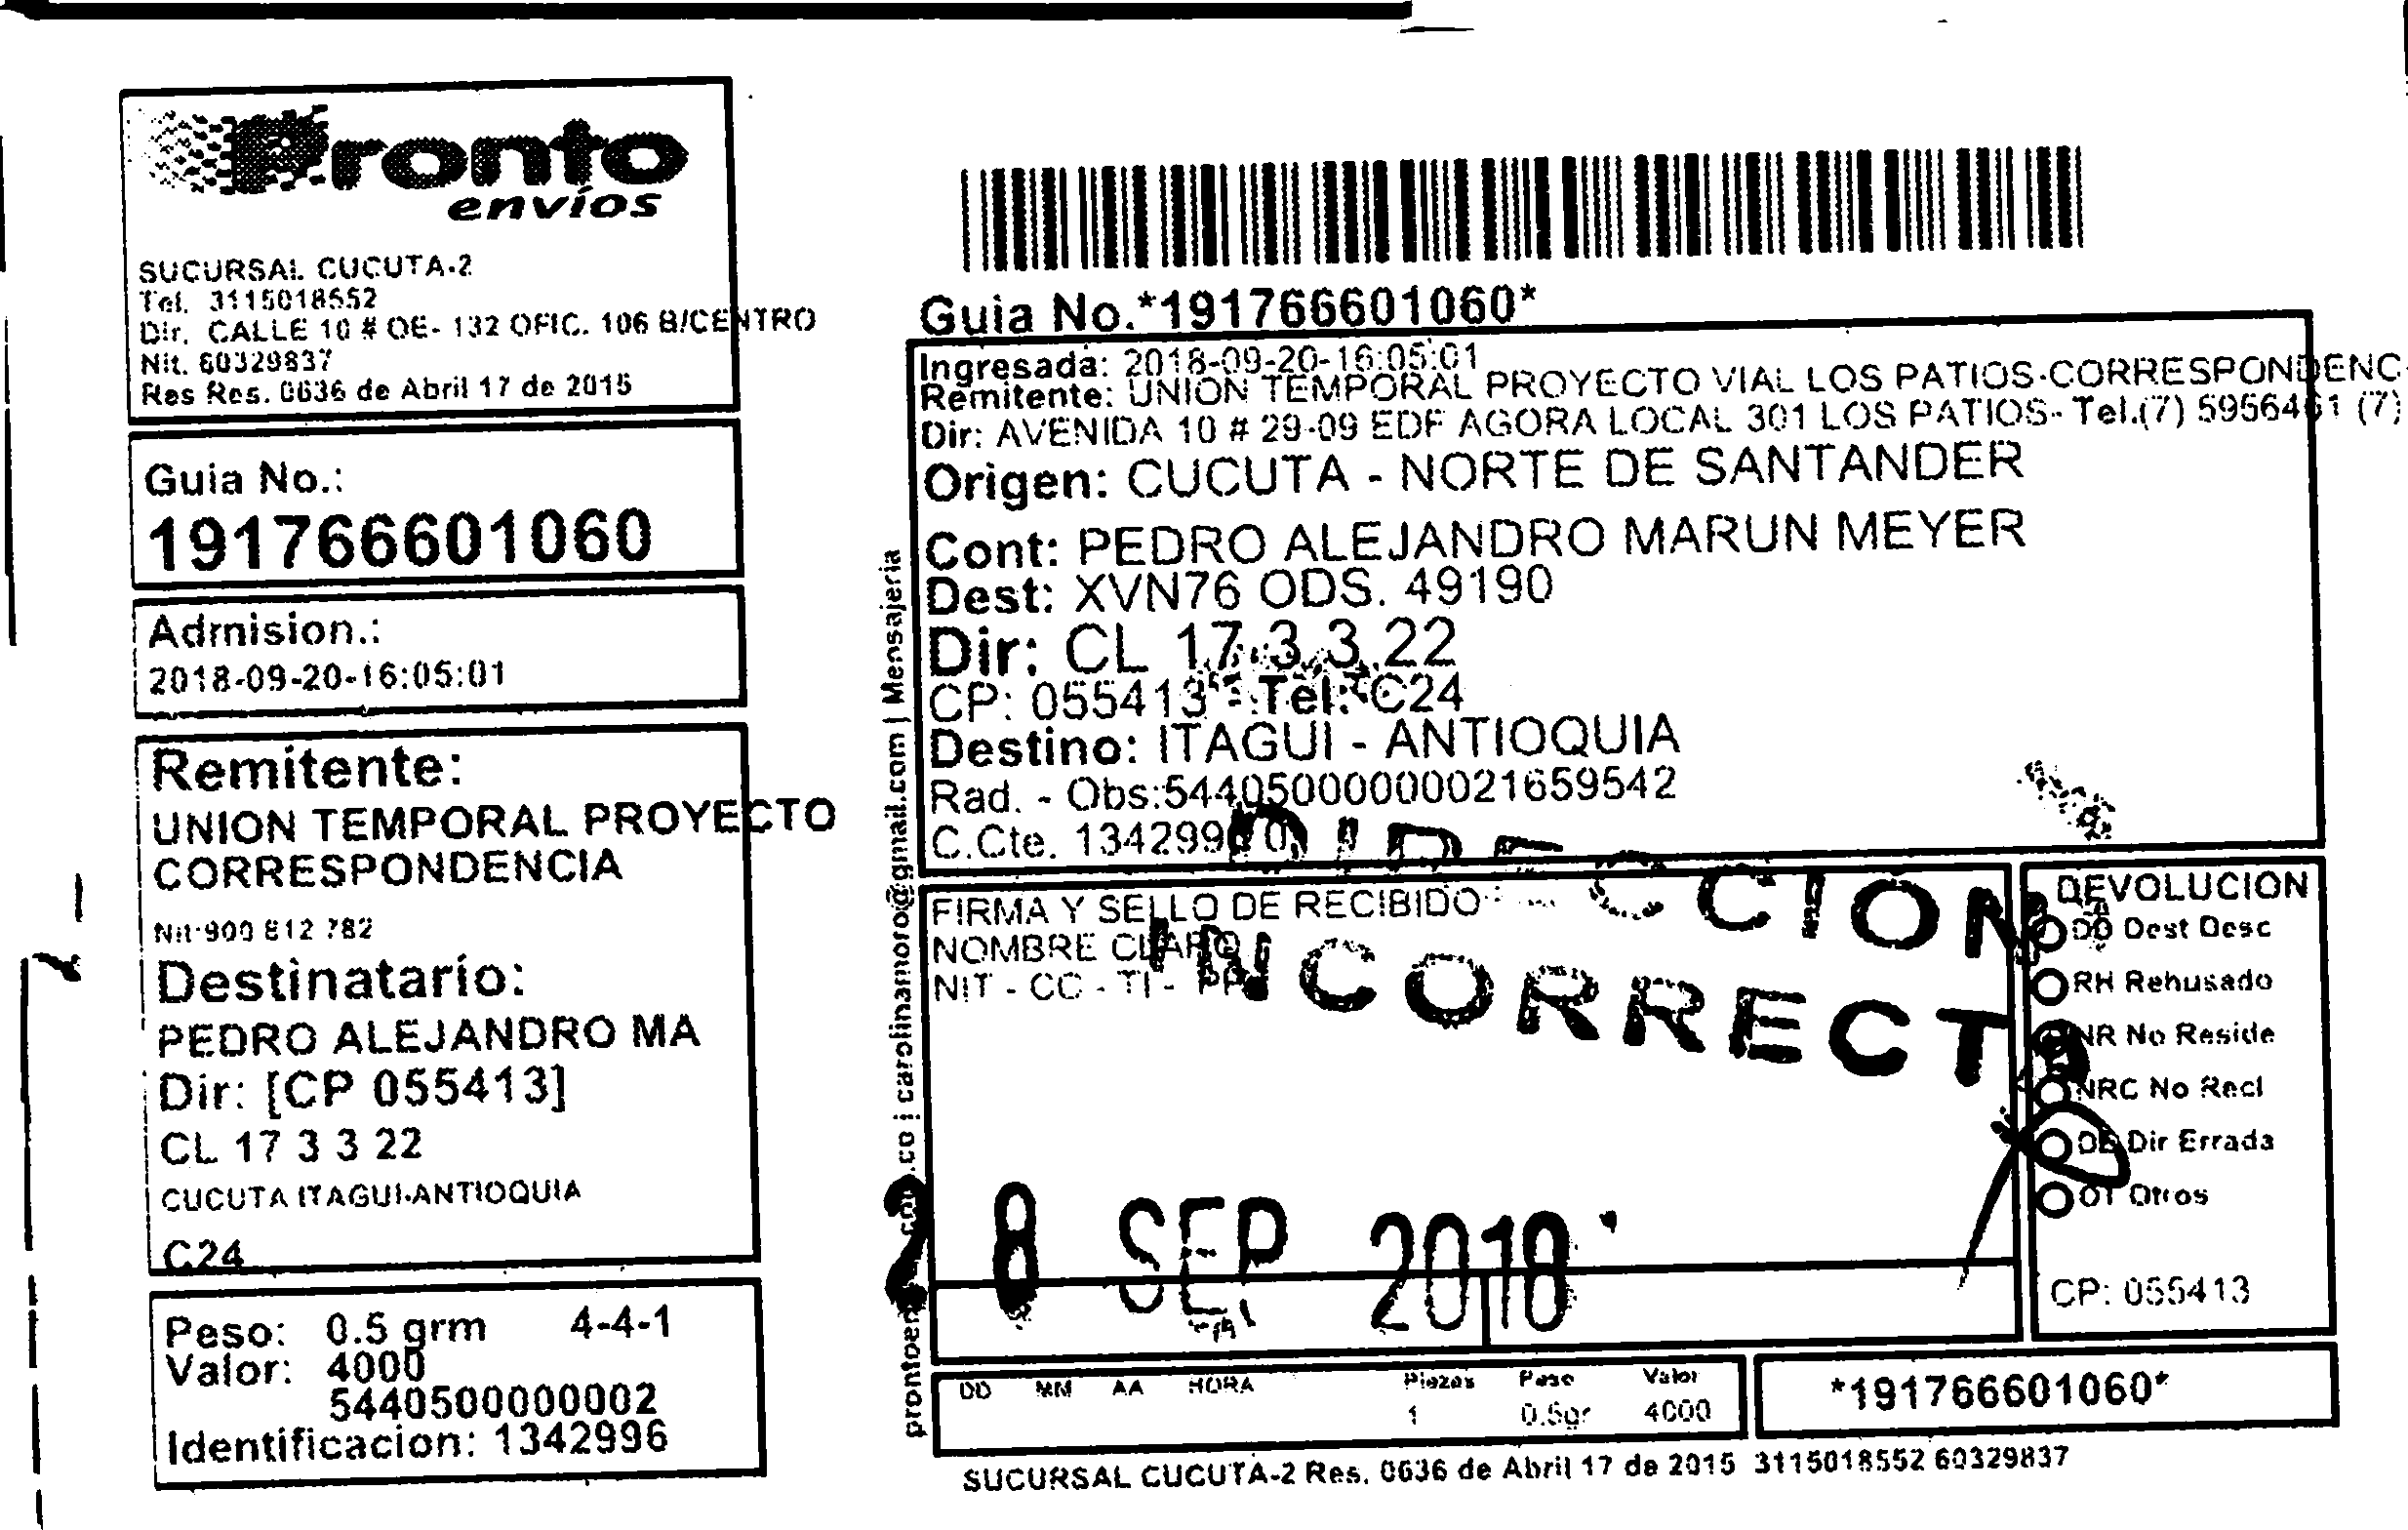 Pronto
envíos
SUCURSAL CUCUTA-2
Tel. 3115018552
Dir. CALLE 10 # OE- 132 OFIC. 106 B/CENTRO
Nit. 60329837
Res Res. 0636 de Abril 17 de 2015
Guia No.:
191766601060
Admision.:
2018-09-20-16:05:01
Remitente:
UNION TEMPORAL PROYECTO
CORRESPONDENCIA
Nit:900 812 782
Destinatario:
PEDRO ALEJANDRO MA
Dir: [CP 055413]
CL 17 3 3 22
CUCUTA ITAGUI-ANTIOQUIA
C24
Peso: 0.5 grm 4-4-1
Valor: 4000
5440500000002
Identificacion: 1342996
Guia No.*191766601060*
Ingresada: 2018-09-20-16:05:01
Remitente: UNION TEMPORAL PROYECTO VIAL LOS PATIOS-CORRESPONDENC
Dir: AVENIDA 10 # 29-09 EDF AGORA LOCAL 301 LOS PATIOS- Tel.(7) 5956461 (7)
Origen: CUCUTA - NORTE DE SANTANDER
Cont: PEDRO ALEJANDRO MARUN MEYER
Dest: XVN76 ODS. 49190
Dir: CL 17 3 3 22
CP: 055413 - Tel: C24
Destino: ITAGUI - ANTIOQUIA
Rad. - Obs:544050000000021659542
C.Cte.
DIRECCION
INCORRECTA
FIRMA Y SELLO DE RECIBIDO
NOMBRE CLARO
NIT - CC - TI - PP
28 SEP 2018
DEVOLUCION
DD Dest Desc
RH Rehusado
NR No Reside
NRC No Recl
DE Dir Errada
OT Otros
CP: 055413
DD MM AA HORA Piezas Peso Valor
1 0.5gr 4000
*191766601060*
SUCURSAL CUCUTA-2 Res. 0636 de Abril 17 de 2015 3115018552 60329837
carolinanamoro@gmail.com | Mensajeria